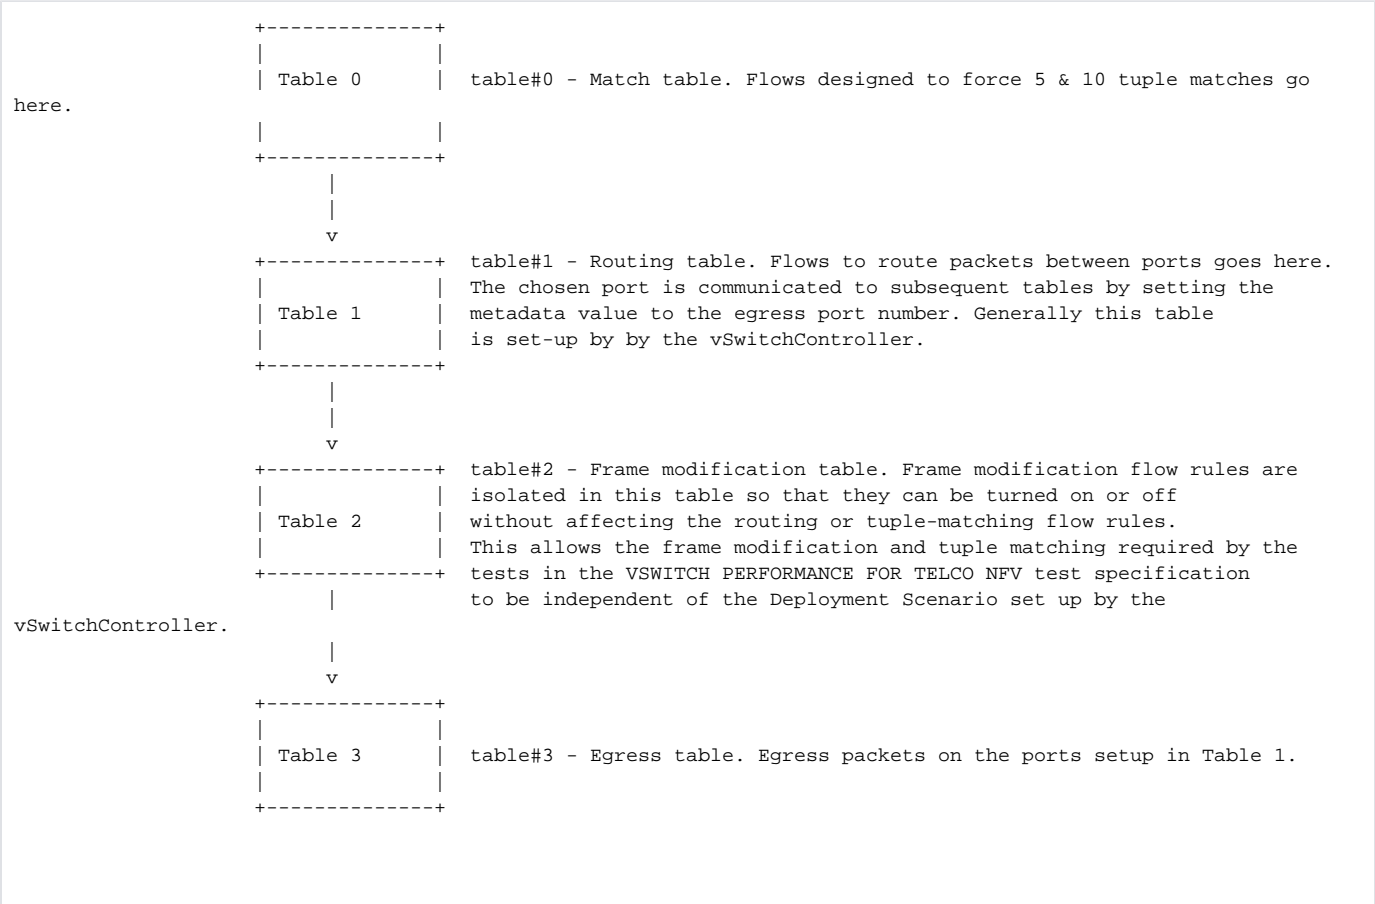 +--------------+
|              |
| Table 0      |  table#0 - Match table. Flows designed to force 5 & 10 tuple matches go
here.
|              |
+--------------+
|
|
v
+--------------+  table#1 - Routing table. Flows to route packets between ports goes here.
|              |  The chosen port is communicated to subsequent tables by setting the
| Table 1      |  metadata value to the egress port number. Generally this table
|              |  is set-up by by the vSwitchController.
+--------------+
|
|
v
+--------------+  table#2 - Frame modification table. Frame modification flow rules are
|              |  isolated in this table so that they can be turned on or off
| Table 2      |  without affecting the routing or tuple-matching flow rules.
|              |  This allows the frame modification and tuple matching required by the
+--------------+  tests in the VSWITCH PERFORMANCE FOR TELCO NFV test specification
|                 to be independent of the Deployment Scenario set up by the
vSwitchController.
|
v
+--------------+
|              |
| Table 3      |  table#3 - Egress table. Egress packets on the ports setup in Table 1.
|              |
+--------------+